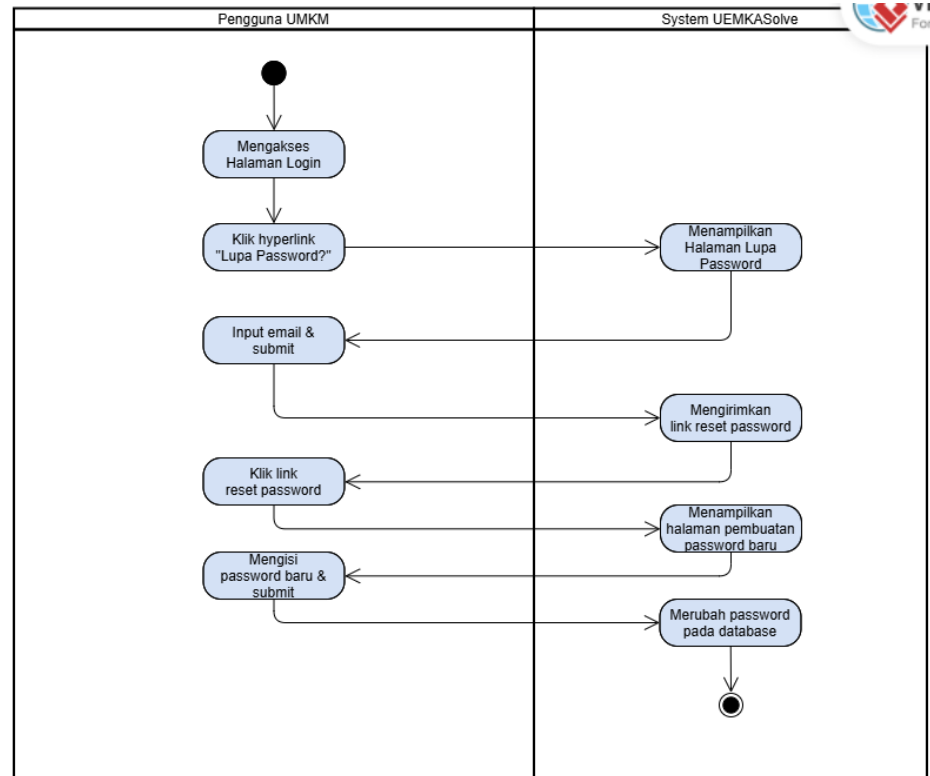 Pengguna UMKM
System UEMKASolve
Mengakses
Halaman Login
Klik hyperlink
"Lupa Password?"
Menampilkan
Halaman Lupa
Password
Input email &
submit
Mengirimkan
link reset password
Klik link
reset password
Menampilkan
halaman pembuatan
password baru
Mengisi
password baru &
submit
Merubah password
pada database